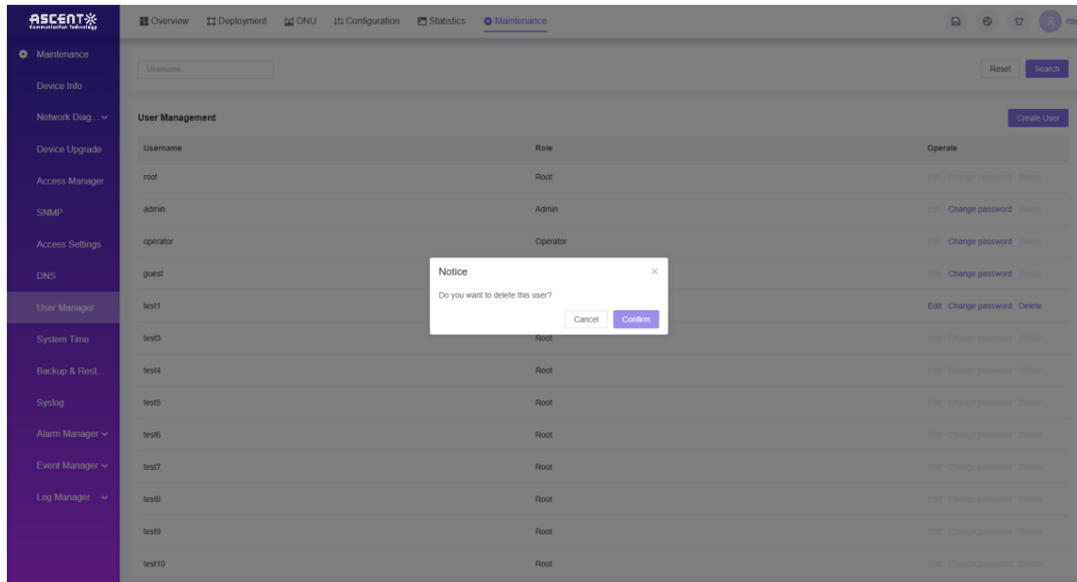 ASCENT
Communication Technology
Overview Deployment ONU Configuration Statistics Maintenance
Maintenance
Device Info
Network Diag...
Device Upgrade
Access Manager
SNMP
Access Settings
DNS
User Manager
System Time
Backup & Rest...
Syslog
Alarm Manager
Event Manager
Log Manager
Username
Reset Search
User Management
Create User
Username Role Operate
root Root Edit Change password Delete
admin Admin Edit Change password Delete
operator Operator Edit Change password Delete
guest Edit Change password Delete
test1 Edit Change password Delete
test3 Root Edit Change password Delete
test4 Root Edit Change password Delete
test5 Root Edit Change password Delete
test6 Root Edit Change password Delete
test7 Root Edit Change password Delete
test8 Root Edit Change password Delete
test9 Root Edit Change password Delete
test10 Root Edit Change password Delete
Notice
Do you want to delete this user?
Cancel Confirm